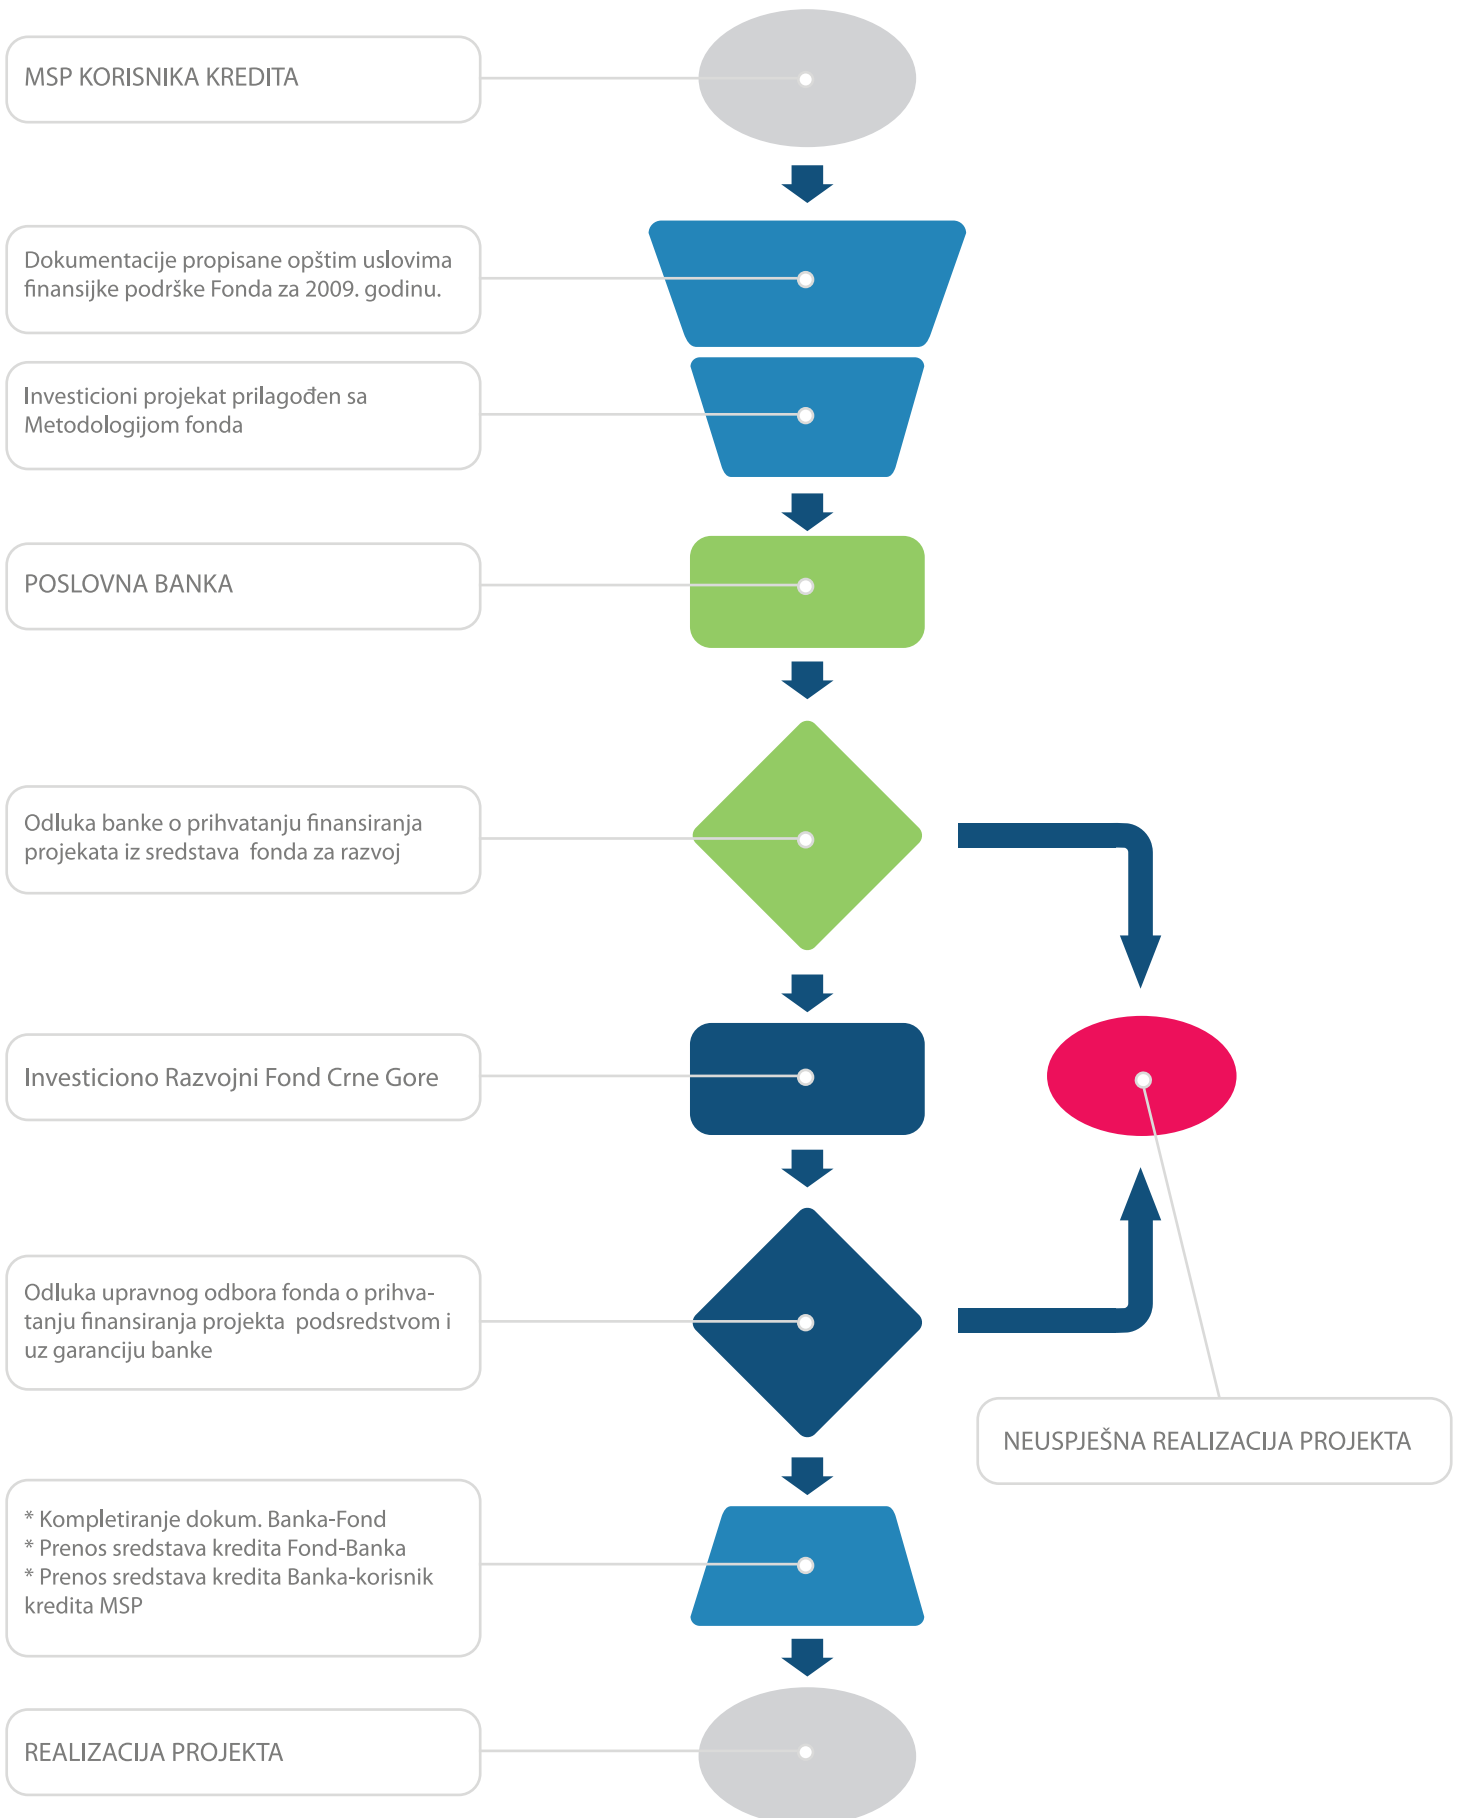 MSP KORISNIKA KREDITA
Dokumentacije propisane opštim uslovima
finansijke podrške Fonda za 2009. godinu.
Investicioni projekat prilagođen sa
Metodologijom fonda
POSLOVNA BANKA
Odluka banke o prihvatanju finansiranja
projekata iz sredstava fonda za razvoj
Investiciono Razvojni Fond Crne Gore
Odluka upravnog odbora fonda o prihva-
tanju finansiranja projekta podsredstvom i
uz garanciju banke
NEUSPJEŠNA REALIZACIJA PROJEKTA
* Kompletiranje dokum. Banka-Fond
* Prenos sredstava kredita Fond-Banka
* Prenos sredstava kredita Banka-korisnik
kredita MSP
REALIZACIJA PROJEKTA